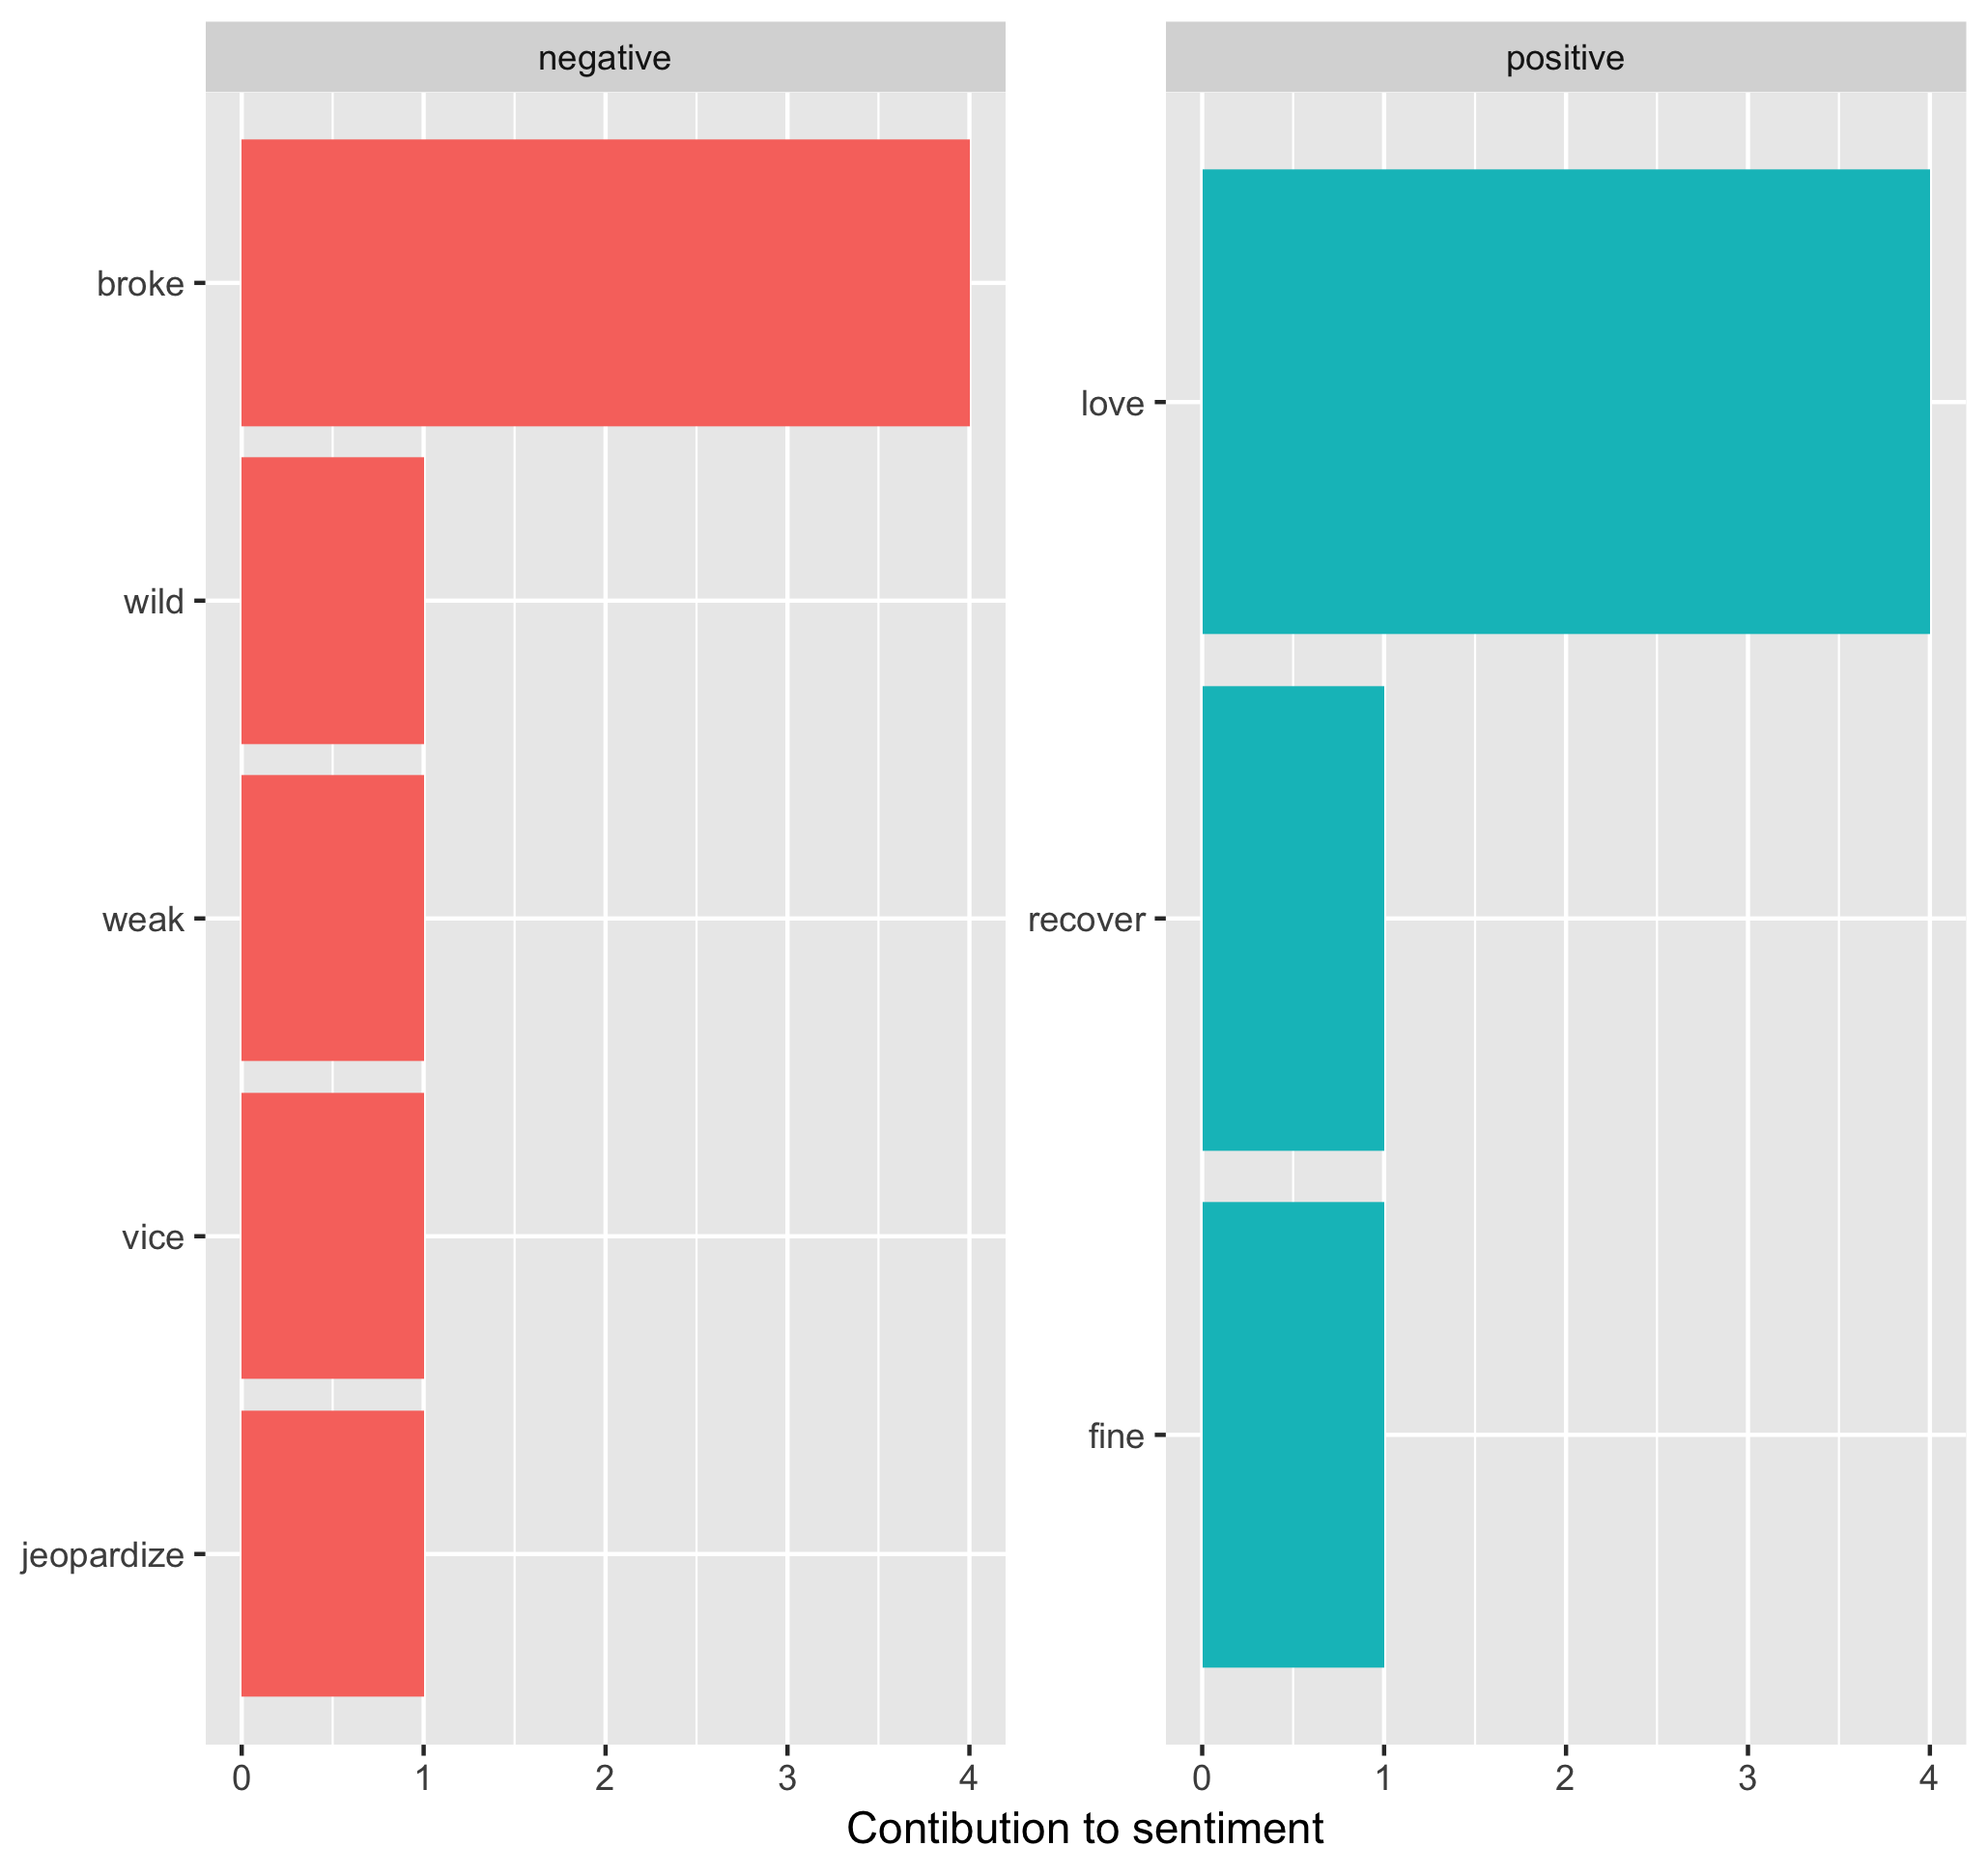 negative
broke
wild
weak
vice
jeopardize
0 1 2 3 4
positive
love
recover
fine
0 1 2 3 4
Contibution to sentiment